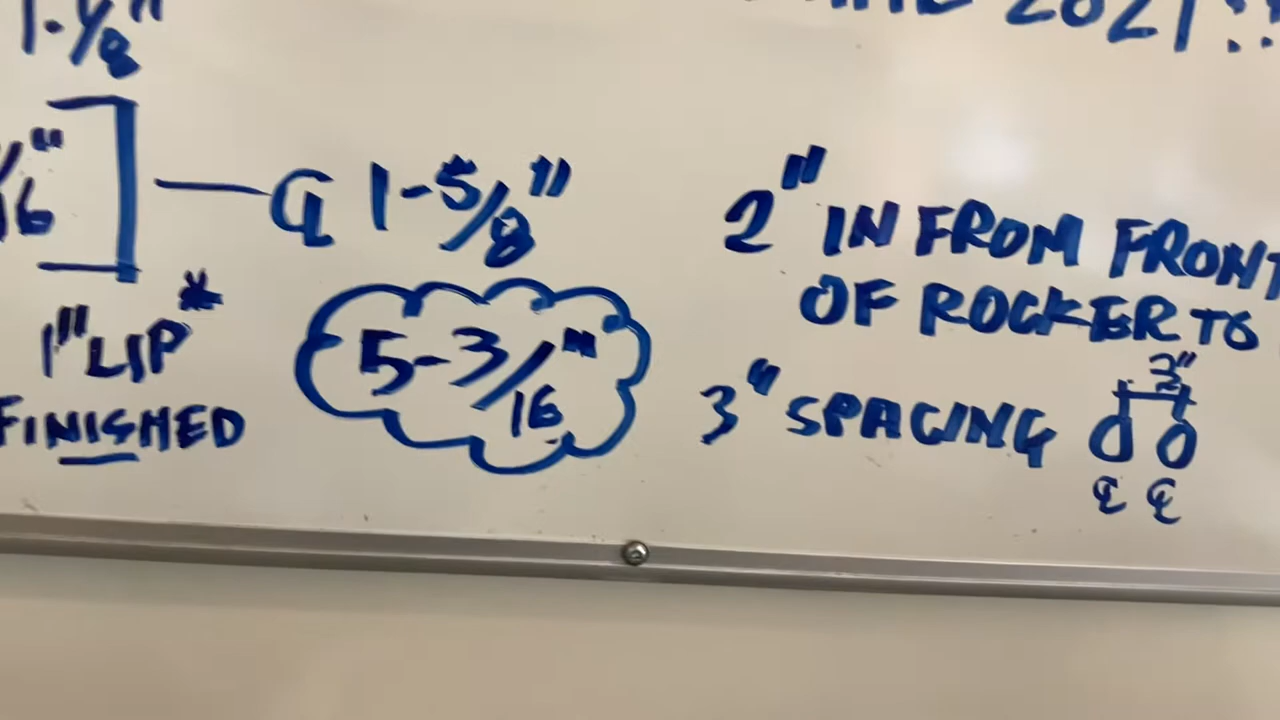 1-1/8"
2021!!
/16"
G 1-5/8"
1" LIP*
FINISHED
5-3/16"
2" IN FROM FRONT
OF ROCKER TO
3" SPACING
3"